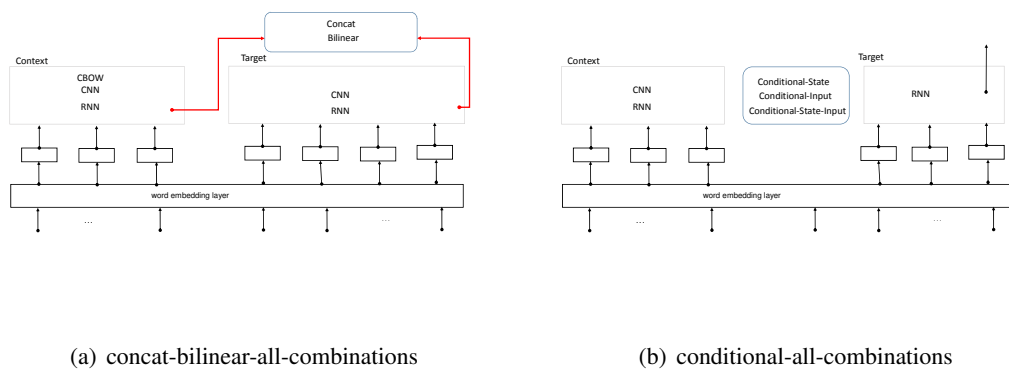 Concat
Bilinear
Context
Target
CBOW
CNN
RNN
CNN
RNN
word embedding layer
...
...
(a) concat-bilinear-all-combinations
Context
Target
CNN
RNN
Conditional-State
Conditional-Input
Conditional-State-Input
RNN
word embedding layer
...
...
(b) conditional-all-combinations